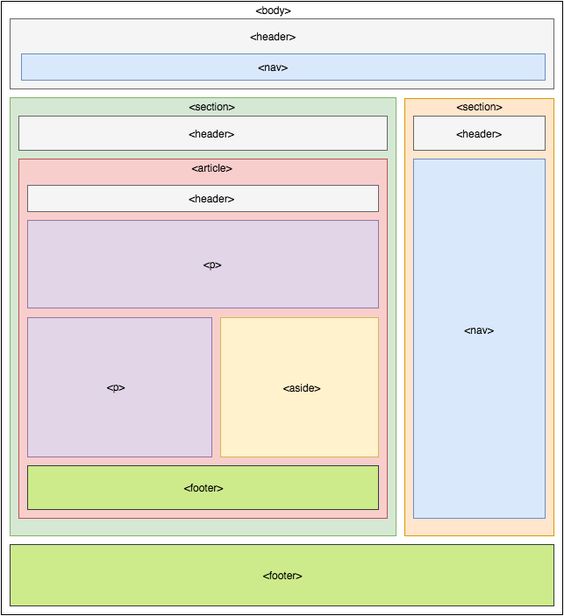 <body>
<header>
<nav>
<section>
<header>
<article>
<header>
<p>
<p>
<aside>
<footer>
<section>
<header>
<nav>
<footer>